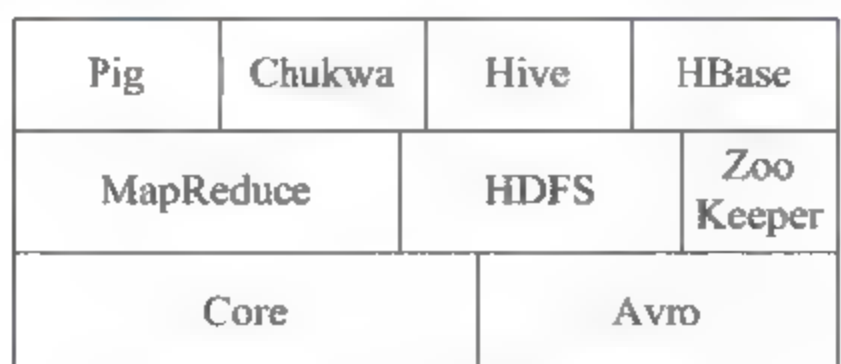 Pig Chukwa Hive HBase
MapReduce HDFS Zoo
Keeper
Core Avro